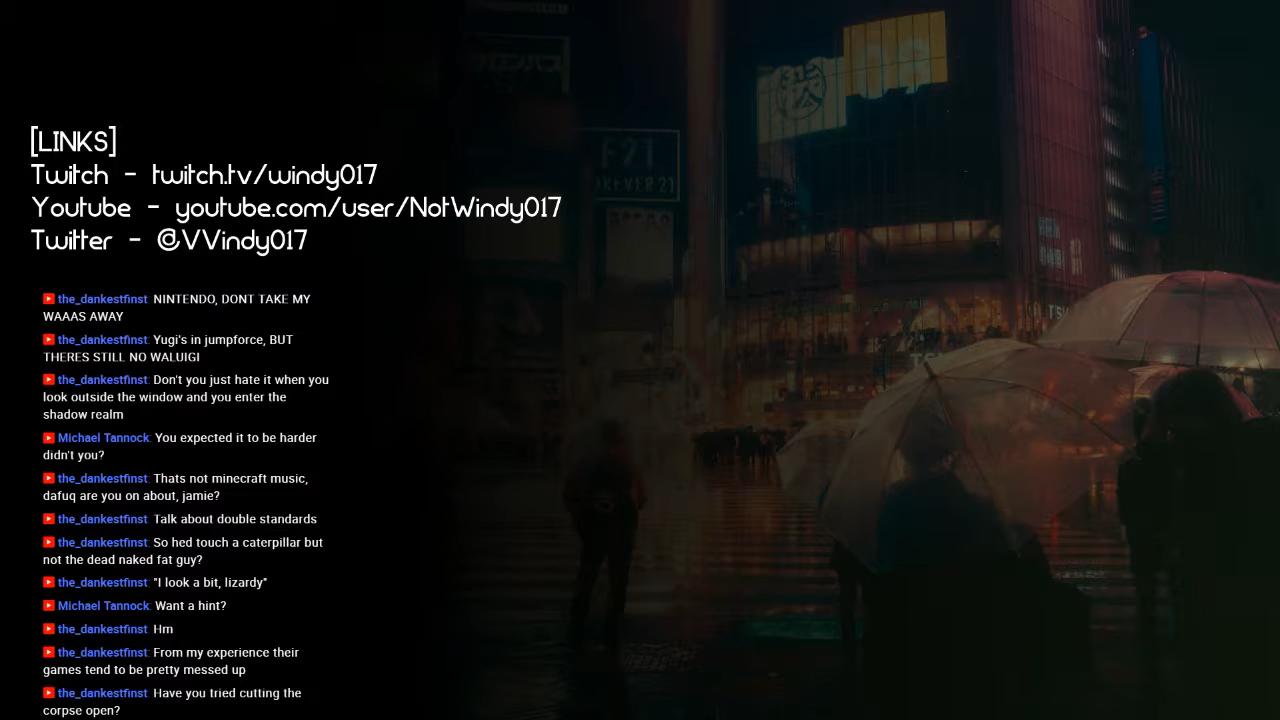 [LINKS]
Twitch - twitch.tv/windy017
Youtube - youtube.com/user/NotWindy017
Twitter - @VVindy017
the_dankestfinst: NINTENDO, DONT TAKE MY
WAAAS AWAY
the_dankestfinst: Yugi's in jumpforce, BUT
THERES STILL NO WALUIGI
the_dankestfinst: Don't you just hate it when you
look outside the window and you enter the
shadow realm
Michael Tannock: You expected it to be harder
didn't you?
the_dankestfinst: Thats not minecraft music,
dafuq are you on about, jamie?
the_dankestfinst: Talk about double standards
the_dankestfinst: So hed touch a caterpillar but
not the dead naked fat guy?
the_dankestfinst: "I look a bit, lizardy"
Michael Tannock: Want a hint?
the_dankestfinst: Hm
the_dankestfinst: From my experience their
games tend to be pretty messed up
the_dankestfinst: Have you tried cutting the
corpse open?
F21
FOREVER 21